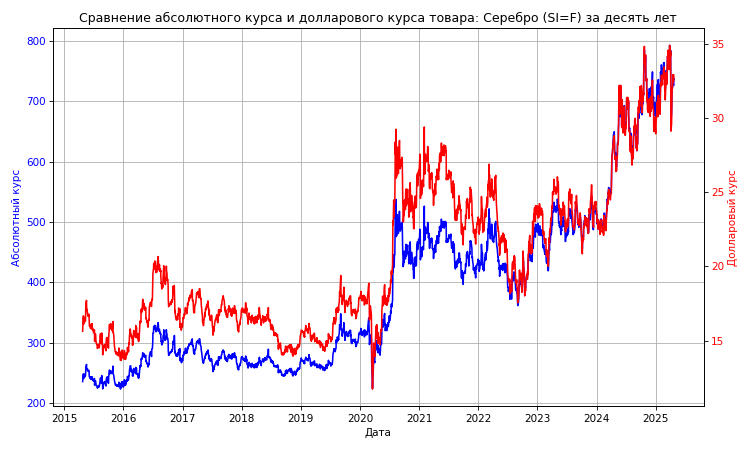 Сравнение абсолютного курса и долларового курса товара: Серебро (SI=F) за десять лет
800
700
600
500
400
300
200
Абсолютный курс
35
30
25
20
15
Долларовый курс
2015 2016 2017 2018 2019 2020 2021 2022 2023 2024 2025
Дата